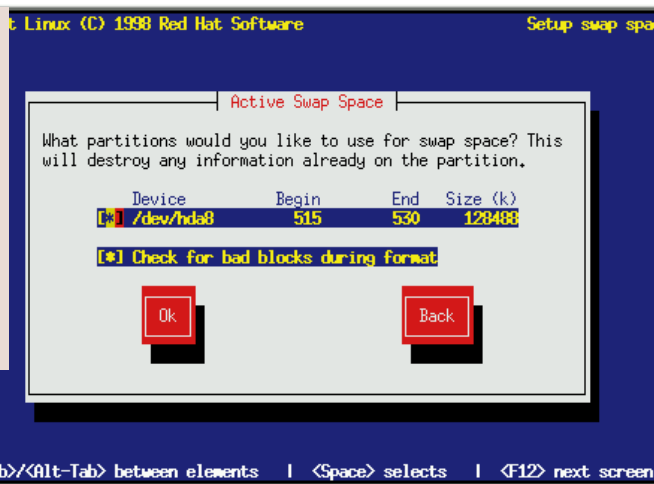 t Linux (C) 1998 Red Hat Software Setup swap spa
Active Swap Space
What partitions would you like to use for swap space? This
will destroy any information already on the partition.
Device Begin End Size (k)
[*] /dev/hda8 515 530 128488
[*] Check for bad blocks during format
Ok Back
b>/<Alt-Tab> between elements | <Space> selects | <F12> next screen